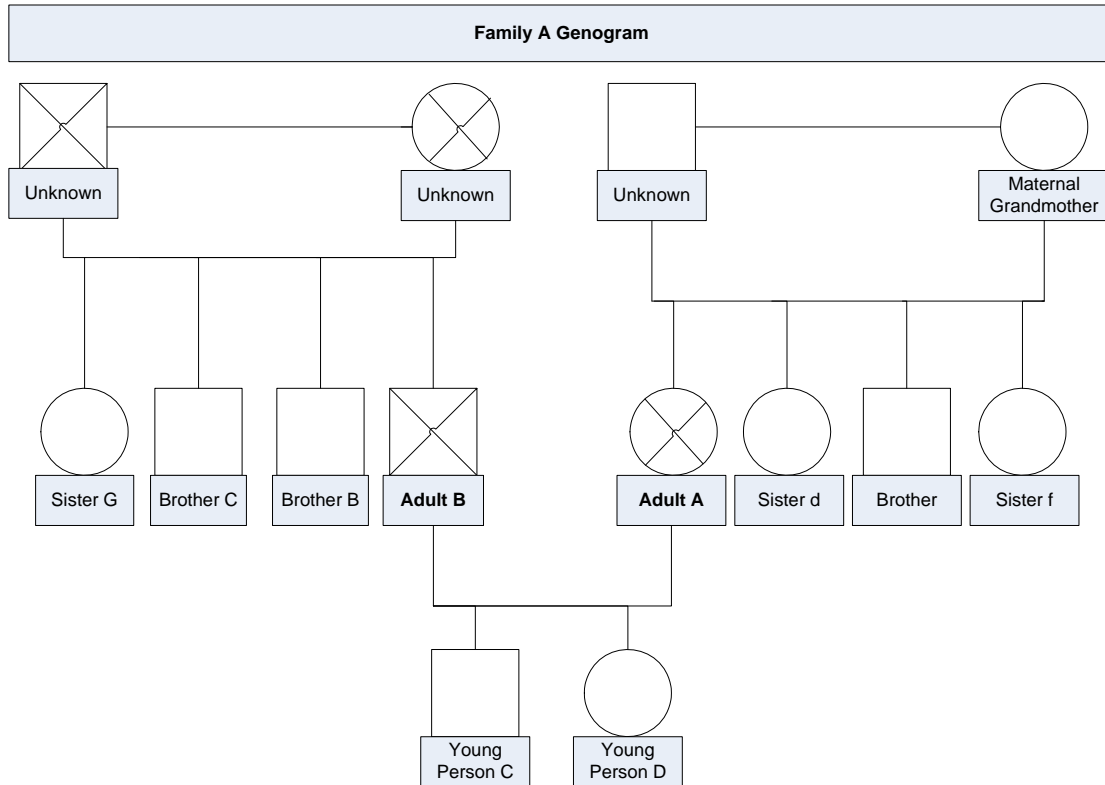 Family A Genogram
Unknown
Unknown
Unknown
Maternal
Grandmother
Sister G
Brother C
Brother B
Adult B
Adult A
Sister d
Brother
Sister f
Young
Person C
Young
Person D